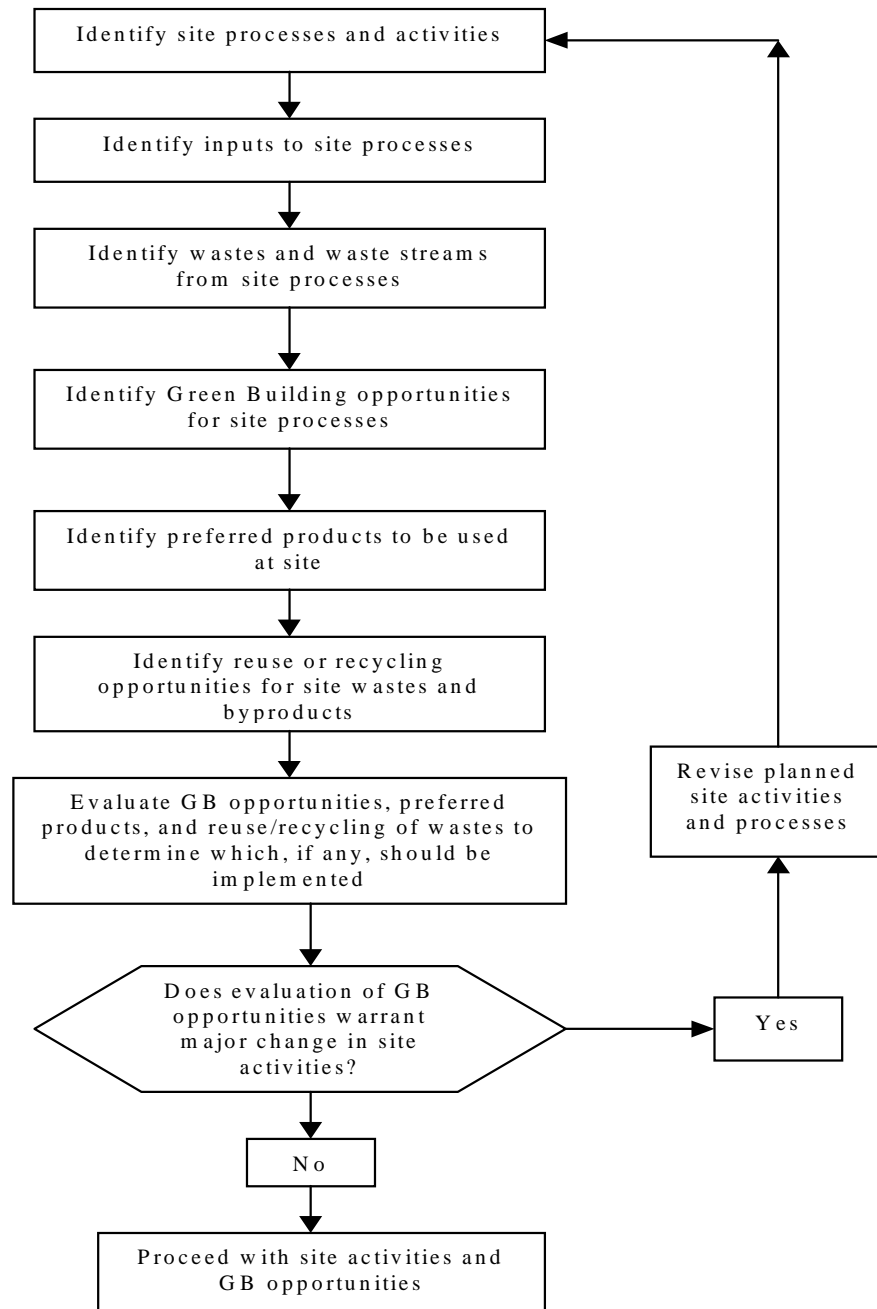 Identify site processes and activities
Identify inputs to site processes
Identify wastes and waste streams
from site processes
Identify Green Building opportunities
for site processes
Identify preferred products to be used
at site
Identify reuse or recycling
opportunities for site wastes and
byproducts
Evaluate GB opportunities, preferred
products, and reuse/recycling of wastes to
determine which, if any, should be
implemented
Revise planned
site activities
and processes
Does evaluation of GB
opportunities warrant
major change in site
activities?
Yes
No
Proceed with site activities and
GB opportunities